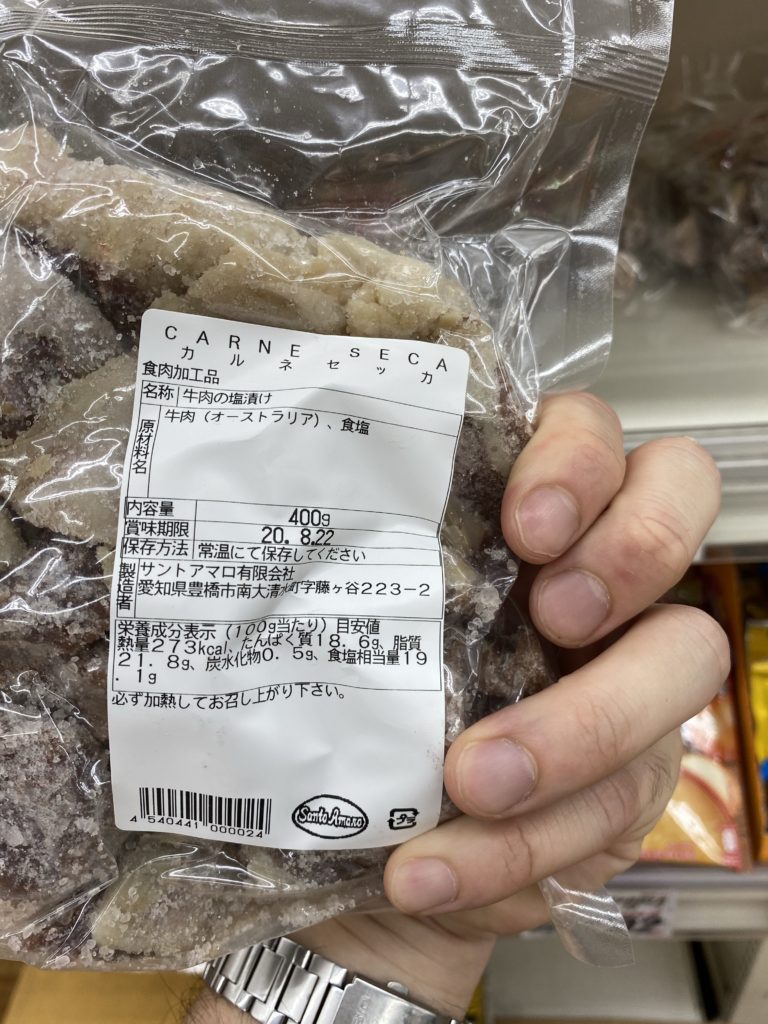 CARNE SECA
カルネセッカ
食肉加工品
名称 牛肉の塩漬け
原材料名 牛肉（オーストラリア）、食塩
内容量 400g
賞味期限 20. 8.22
保存方法 常温にて保存してください
製造者 サントアマロ有限会社
愛知県豊橋市南大清水町字藤ヶ谷223-2
栄養成分表示（100g当たり）目安値
熱量273kcal、たんぱく質18.6g、脂質
21.8g、炭水化物0.5g、食塩相当量19
.1g
必ず加熱してお召し上がり下さい。
4 540441 000024
Santo Amaro
プラ